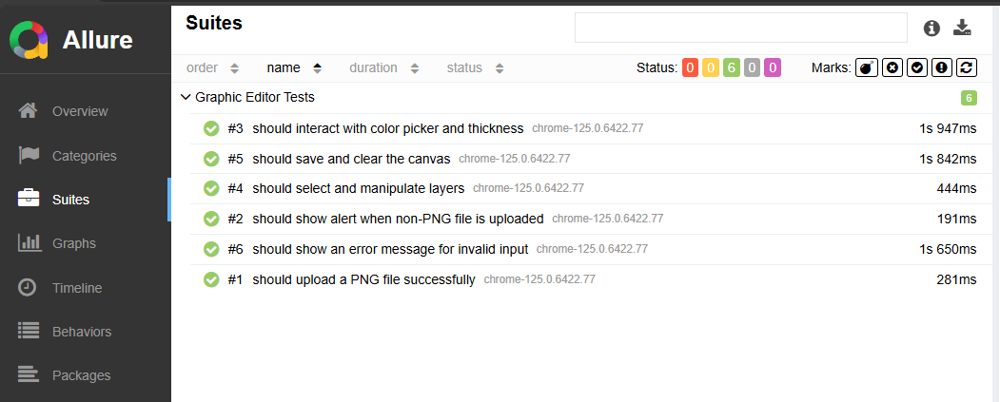 Allure
Overview
Categories
Suites
Graphs
Timeline
Behaviors
Packages
Suites
order name duration status Status: 0 0 6 0 0 Marks:
Graphic Editor Tests 6
#3 should interact with color picker and thickness chrome-125.0.6422.77 1s 947ms
#5 should save and clear the canvas chrome-125.0.6422.77 1s 842ms
#4 should select and manipulate layers chrome-125.0.6422.77 444ms
#2 should show alert when non-PNG file is uploaded chrome-125.0.6422.77 191ms
#6 should show an error message for invalid input chrome-125.0.6422.77 1s 650ms
#1 should upload a PNG file successfully chrome-125.0.6422.77 281ms